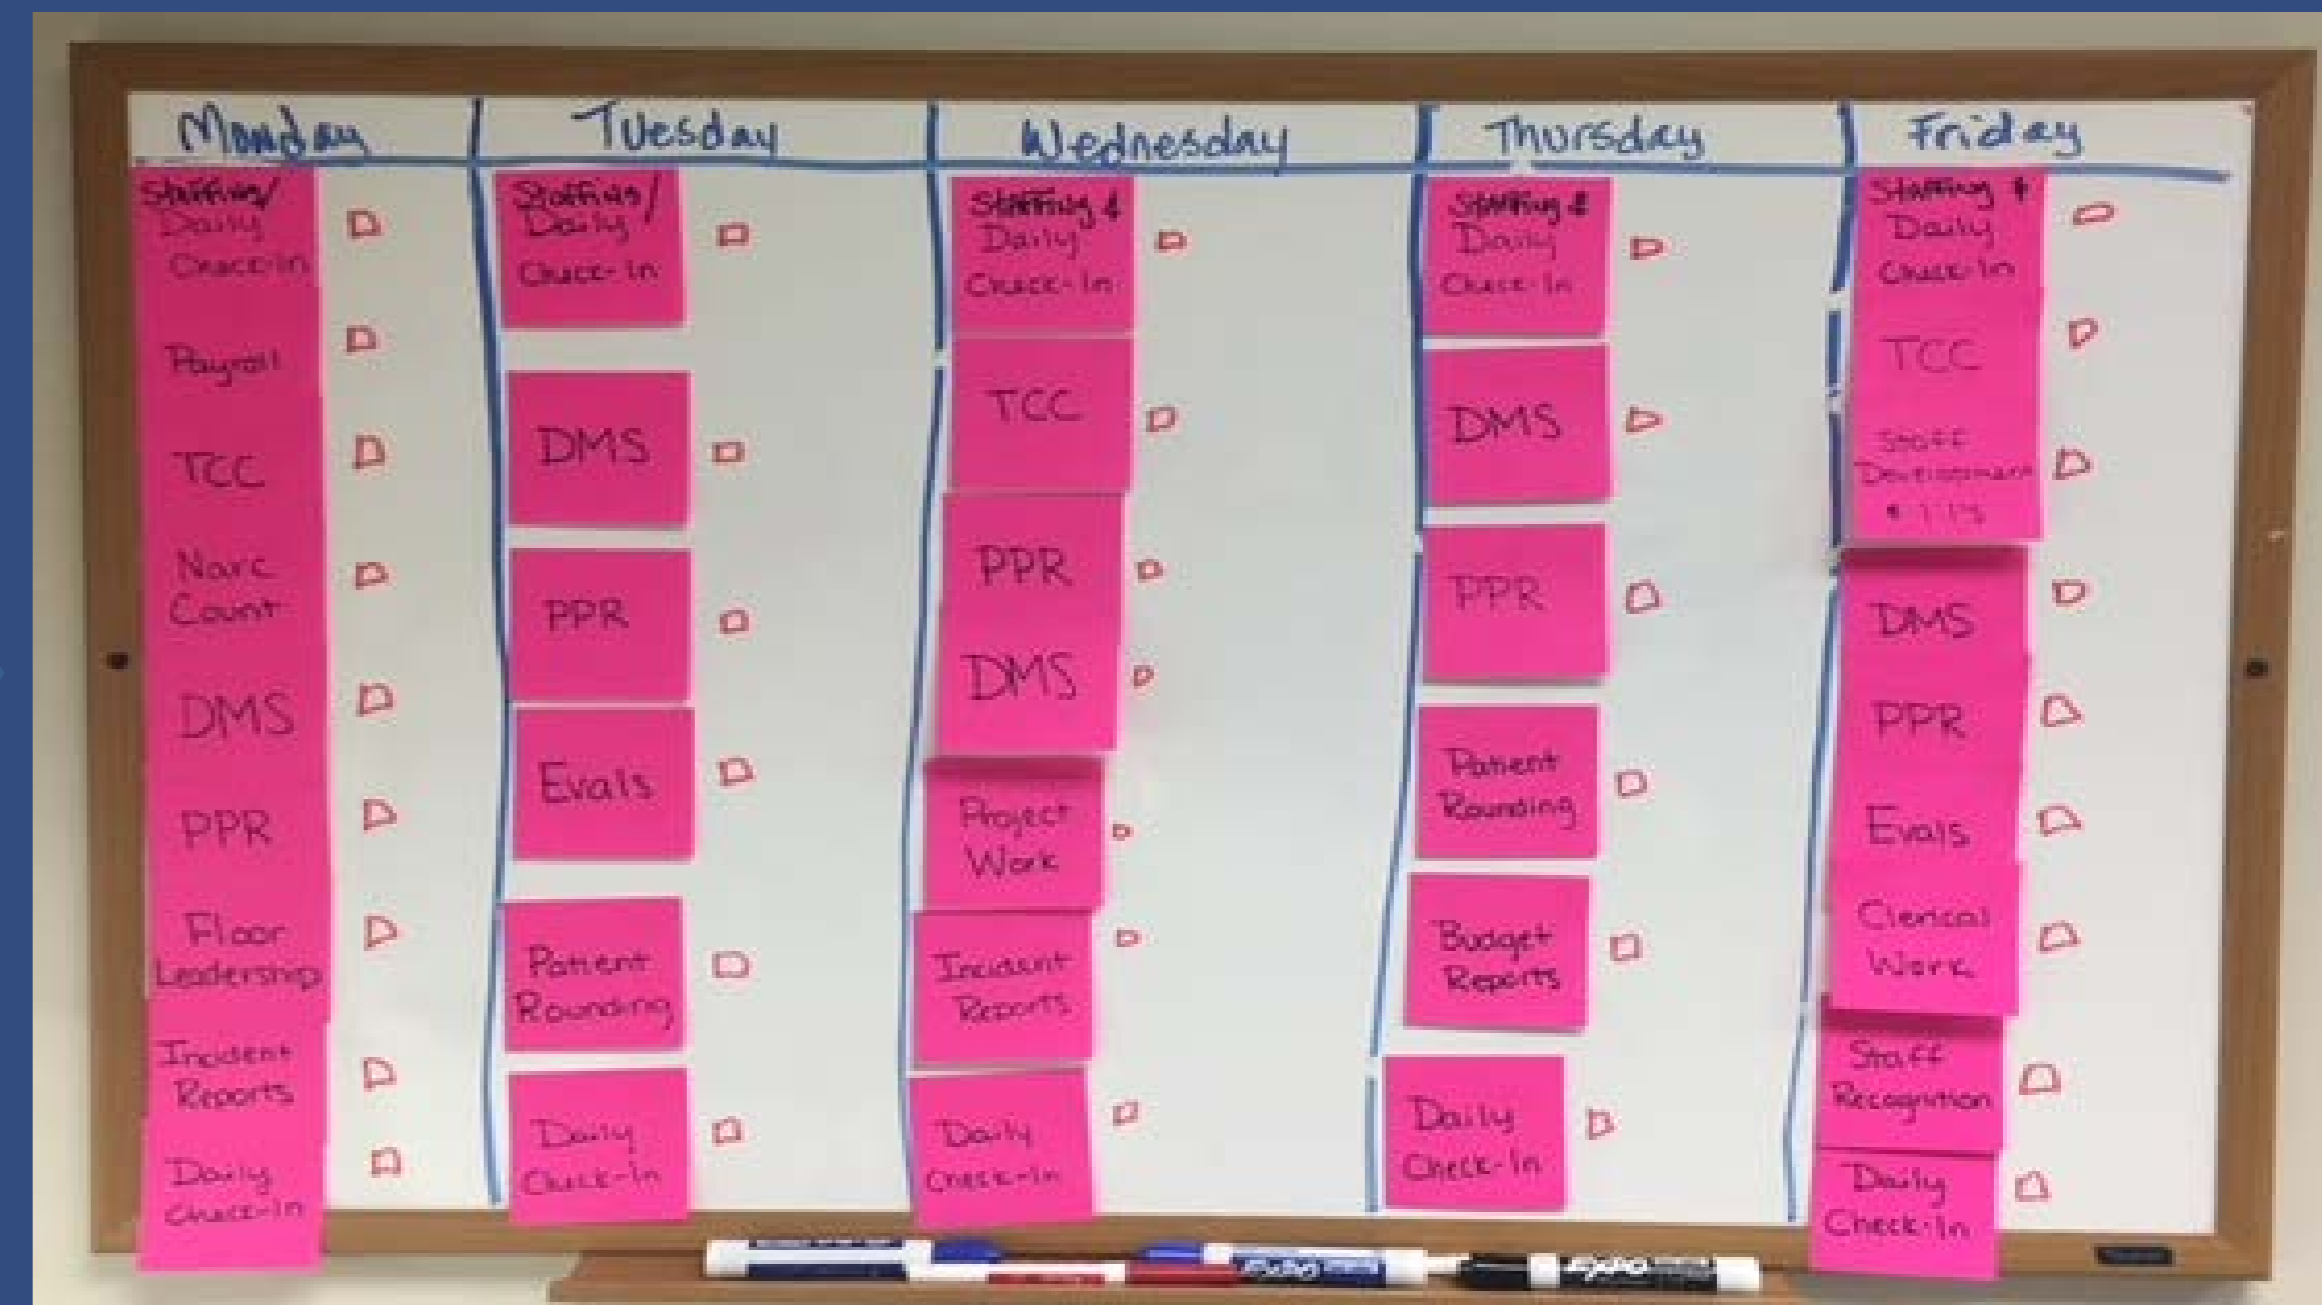 Monday
Tuesday
Wednesday
Thursday
Friday
Staffing/
Daily
Check-In
Payroll
TCC
Narc
Count
DMS
PPR
Floor
Leadership
Incident
Reports
Daily
Check-In
Staffing/
Daily
Check-In
DMS
PPR
Evals
Patient
Rounding
Daily
Check-In
Staffing &
Daily
Check-In
TCC
PPR
DMS
Project
Work
Incident
Reports
Daily
Check-In
Staffing &
Daily
Check-In
DMS
PPR
Patient
Rounding
Budget
Reports
Daily
Check-In
Staffing &
Daily
Check-In
TCC
Staff
Development
DMS
PPR
Evals
Clerical
Work
Staff
Recognition
Daily
Check-In
EXPO
EXPO